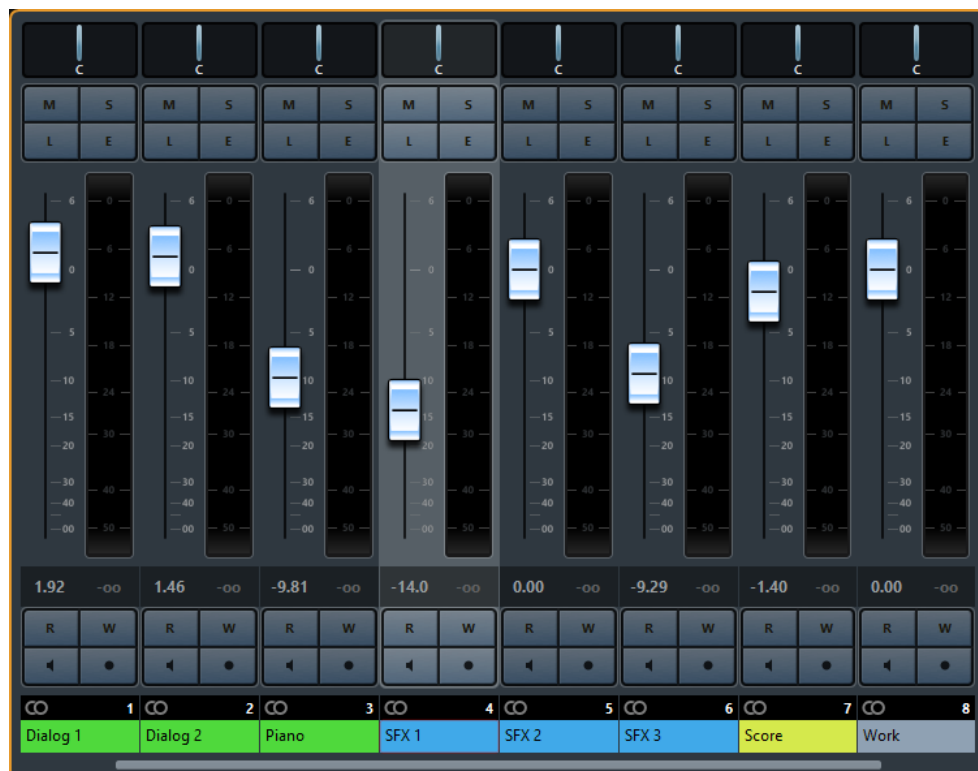 C C C C C C C C
M S M S M S M S M S M S M S M S
L E L E L E L E L E L E L E L E
6 0 6 0 6 0 6 0 6 0 6 0 6 0 6 0
6 6 6 6 6 6 6 6
0 0 0 0 0 0 0 0
12 12 12 12 12 12 12 12
5 5 5 5 5 5 5 5
18 18 18 18 18 18 18 18
10 10 10 10 10 10 10 10
24 24 24 24 24 24 24 24
15 15 15 15 15 15 15 15
30 30 30 30 30 30 30 30
20 20 20 20 20 20 20 20
30 30 30 30 30 30 30 30
40 40 40 40 40 40 40 40
40 40 40 40 40 40 40 40
00 50 00 50 00 50 00 50 00 50 00 50 00 50 00 50
1.92 -oo 1.46 -oo -9.81 -oo -14.0 -oo 0.00 -oo -9.29 -oo -1.40 -oo 0.00 -oo
R W R W R W R W R W R W R W R W
1 2 3 4 5 6 7 8
Dialog 1 Dialog 2 Piano SFX 1 SFX 2 SFX 3 Score Work